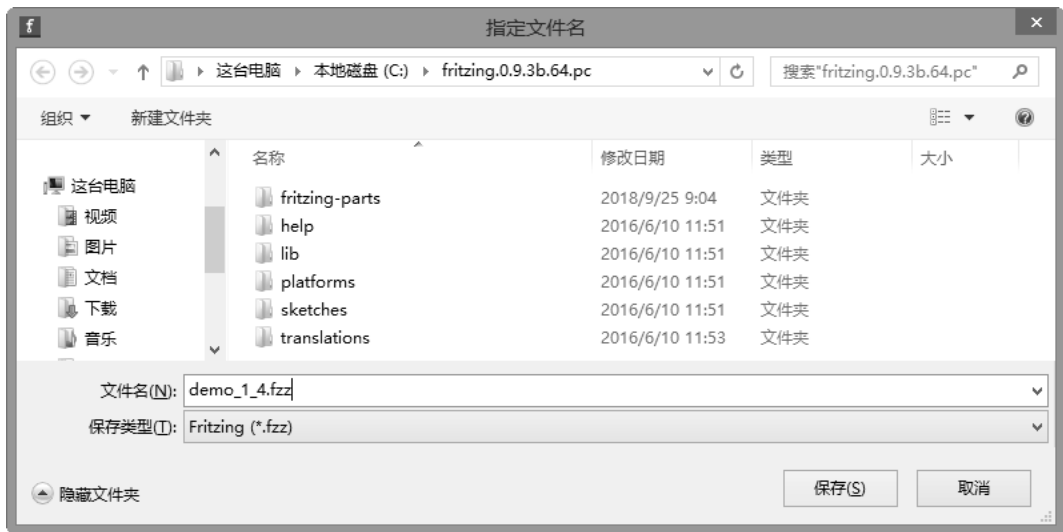 指定文件名
这台电脑 ▸ 本地磁盘 (C:) ▸ fritzing.0.9.3b.64.pc 搜索"fritzing.0.9.3b.64.pc"
组织 新建文件夹
名称 修改日期 类型 大小
这台电脑
视频
图片
文档
下载
音乐
fritzing-parts 2018/9/25 9:04 文件夹
help 2016/6/10 11:51 文件夹
lib 2016/6/10 11:51 文件夹
platforms 2016/6/10 11:51 文件夹
sketches 2016/6/10 11:51 文件夹
translations 2016/6/10 11:53 文件夹
文件名(N): demo_1_4.fzz
保存类型(T): Fritzing (*.fzz)
隐藏文件夹 保存(S) 取消